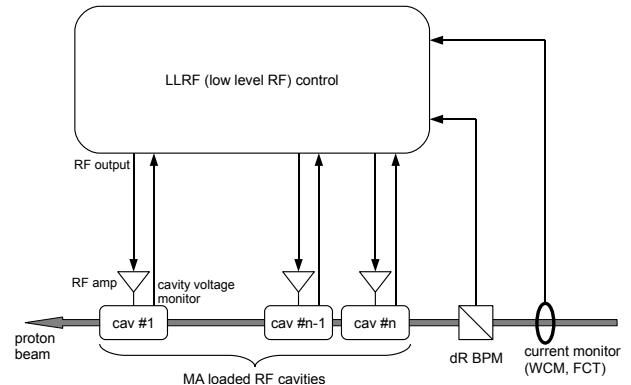 LLRF (low level RF) control
RF output
RF amp
cavity voltage
monitor
cav #1
cav #n-1
cav #n
proton
beam
dR BPM
current monitor
(WCM, FCT)
MA loaded RF cavities